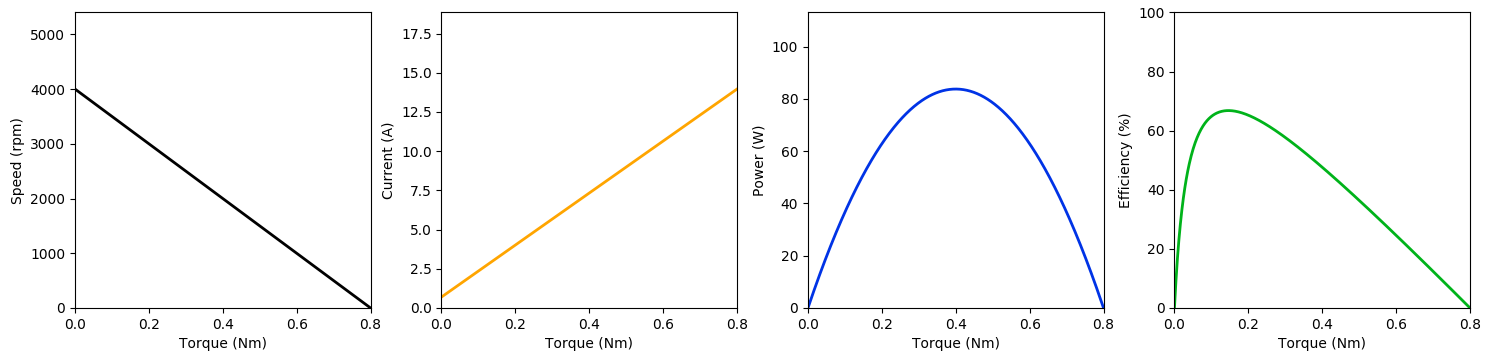 5000
4000
3000
2000
1000
0
Speed (rpm)
0.0 0.2 0.4 0.6 0.8
Torque (Nm)
17.5
15.0
12.5
10.0
7.5
5.0
2.5
0.0
Current (A)
0.0 0.2 0.4 0.6 0.8
Torque (Nm)
100
80
60
40
20
0
Power (W)
0.0 0.2 0.4 0.6 0.8
Torque (Nm)
100
80
60
40
20
0
Efficiency (%)
0.0 0.2 0.4 0.6 0.8
Torque (Nm)